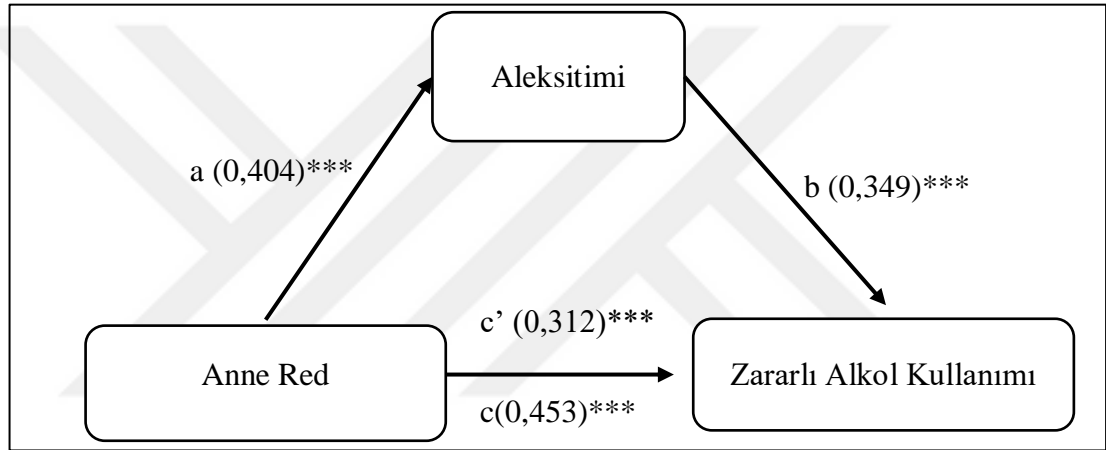 Aleksitimi
a (0,404)***
b (0,349)***
c’ (0,312)***
Anne Red
Zararlı Alkol Kullanımı
c(0,453)***